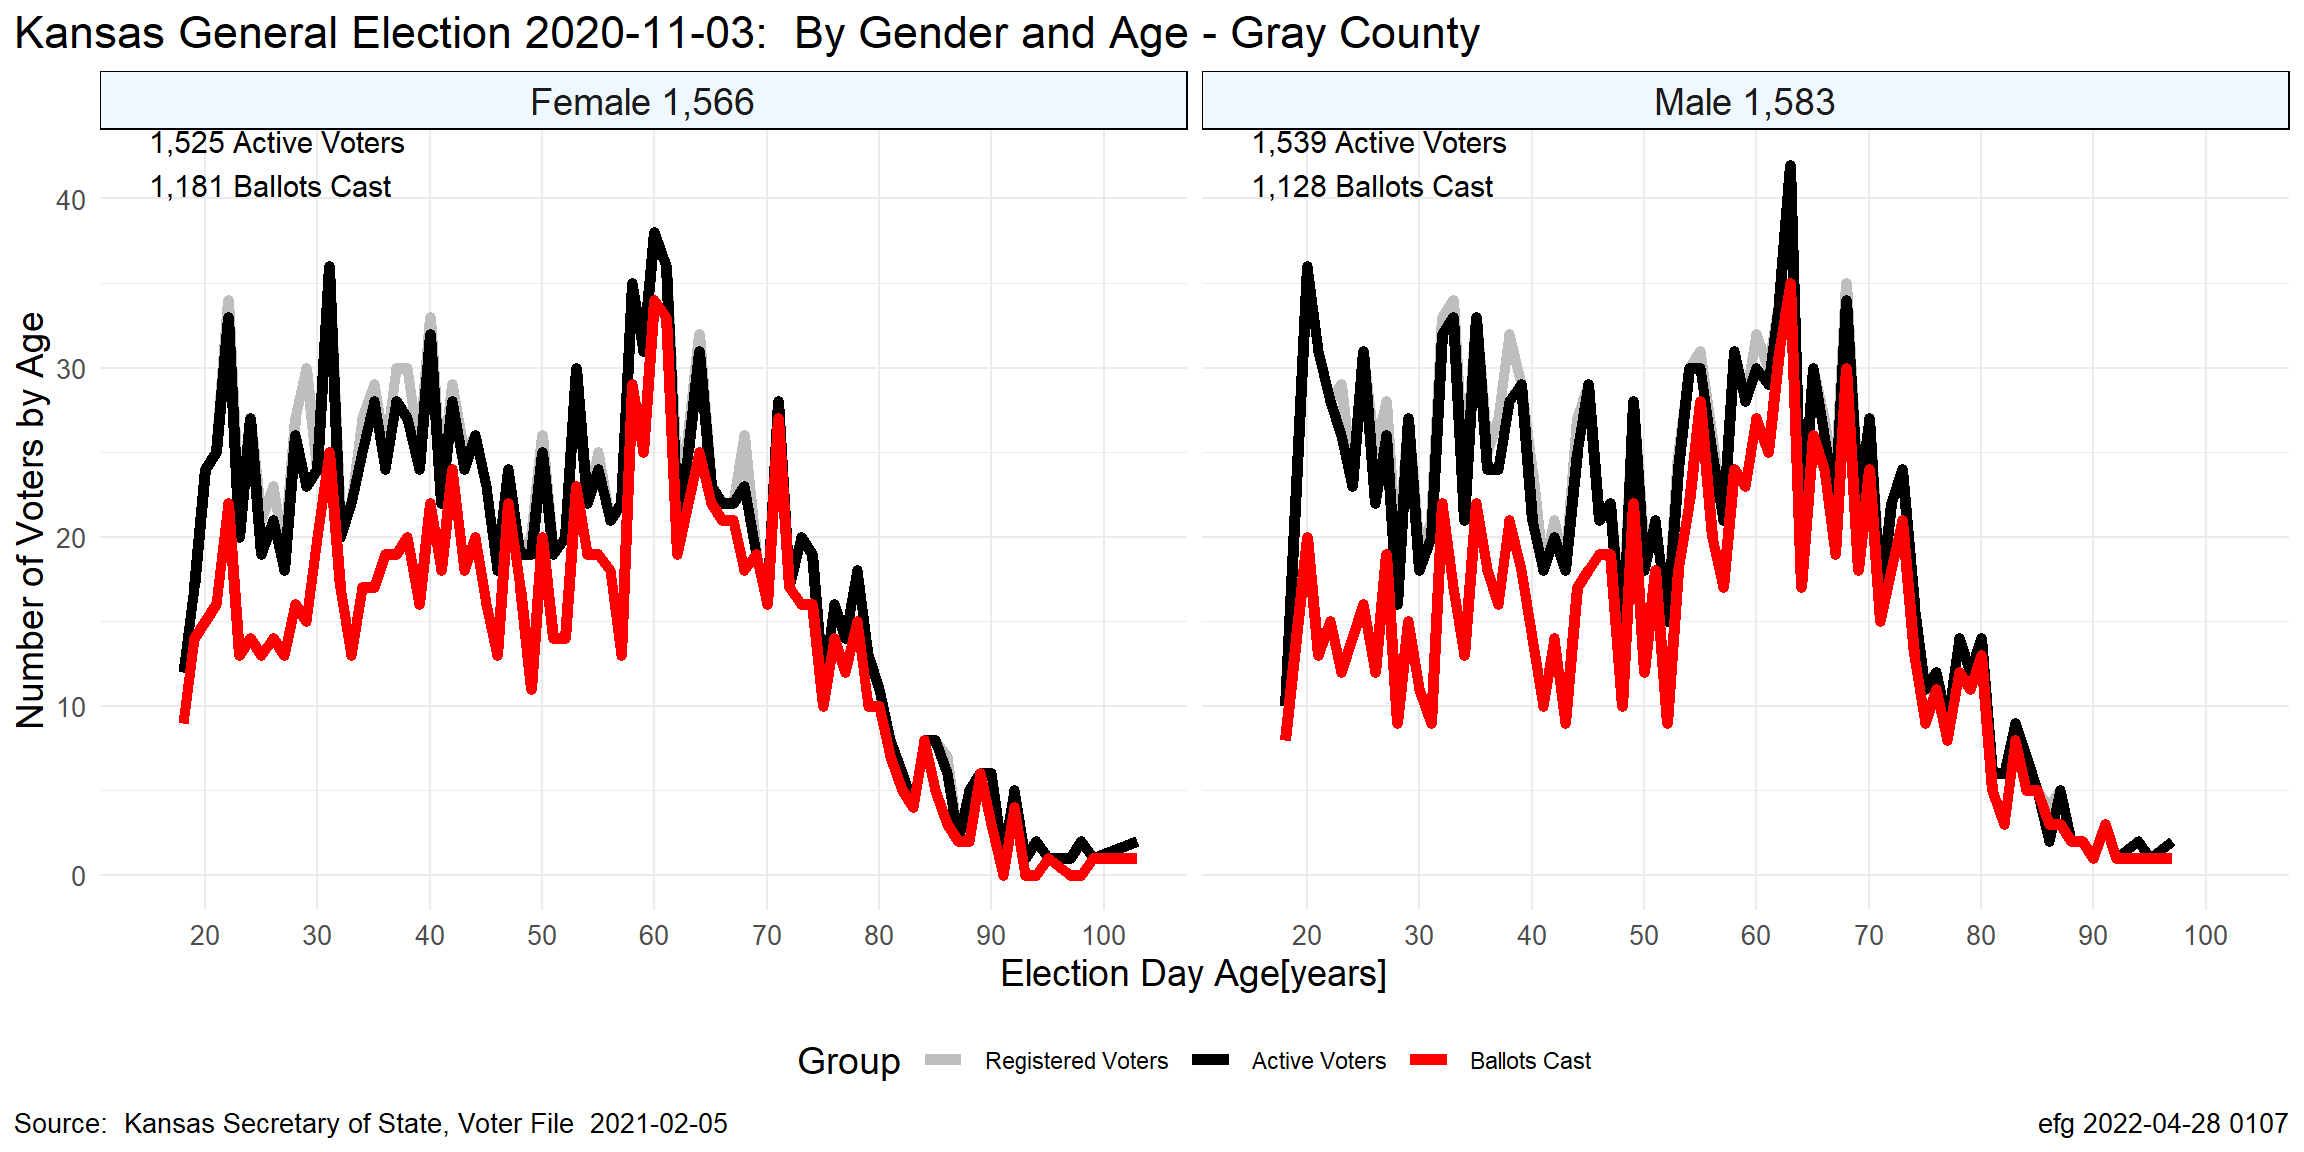 Kansas General Election 2020-11-03:  By Gender and Age - Gray County
Female 1,566
Male 1,583
1,525 Active Voters
1,181 Ballots Cast
1,539 Active Voters
1,128 Ballots Cast
Number of Voters by Age
40
30
20
10
0
20 30 40 50 60 70 80 90 100
20 30 40 50 60 70 80 90 100
Election Day Age[years]
Group Registered Voters Active Voters Ballots Cast
Source:  Kansas Secretary of State, Voter File  2021-02-05
efg 2022-04-28 0107